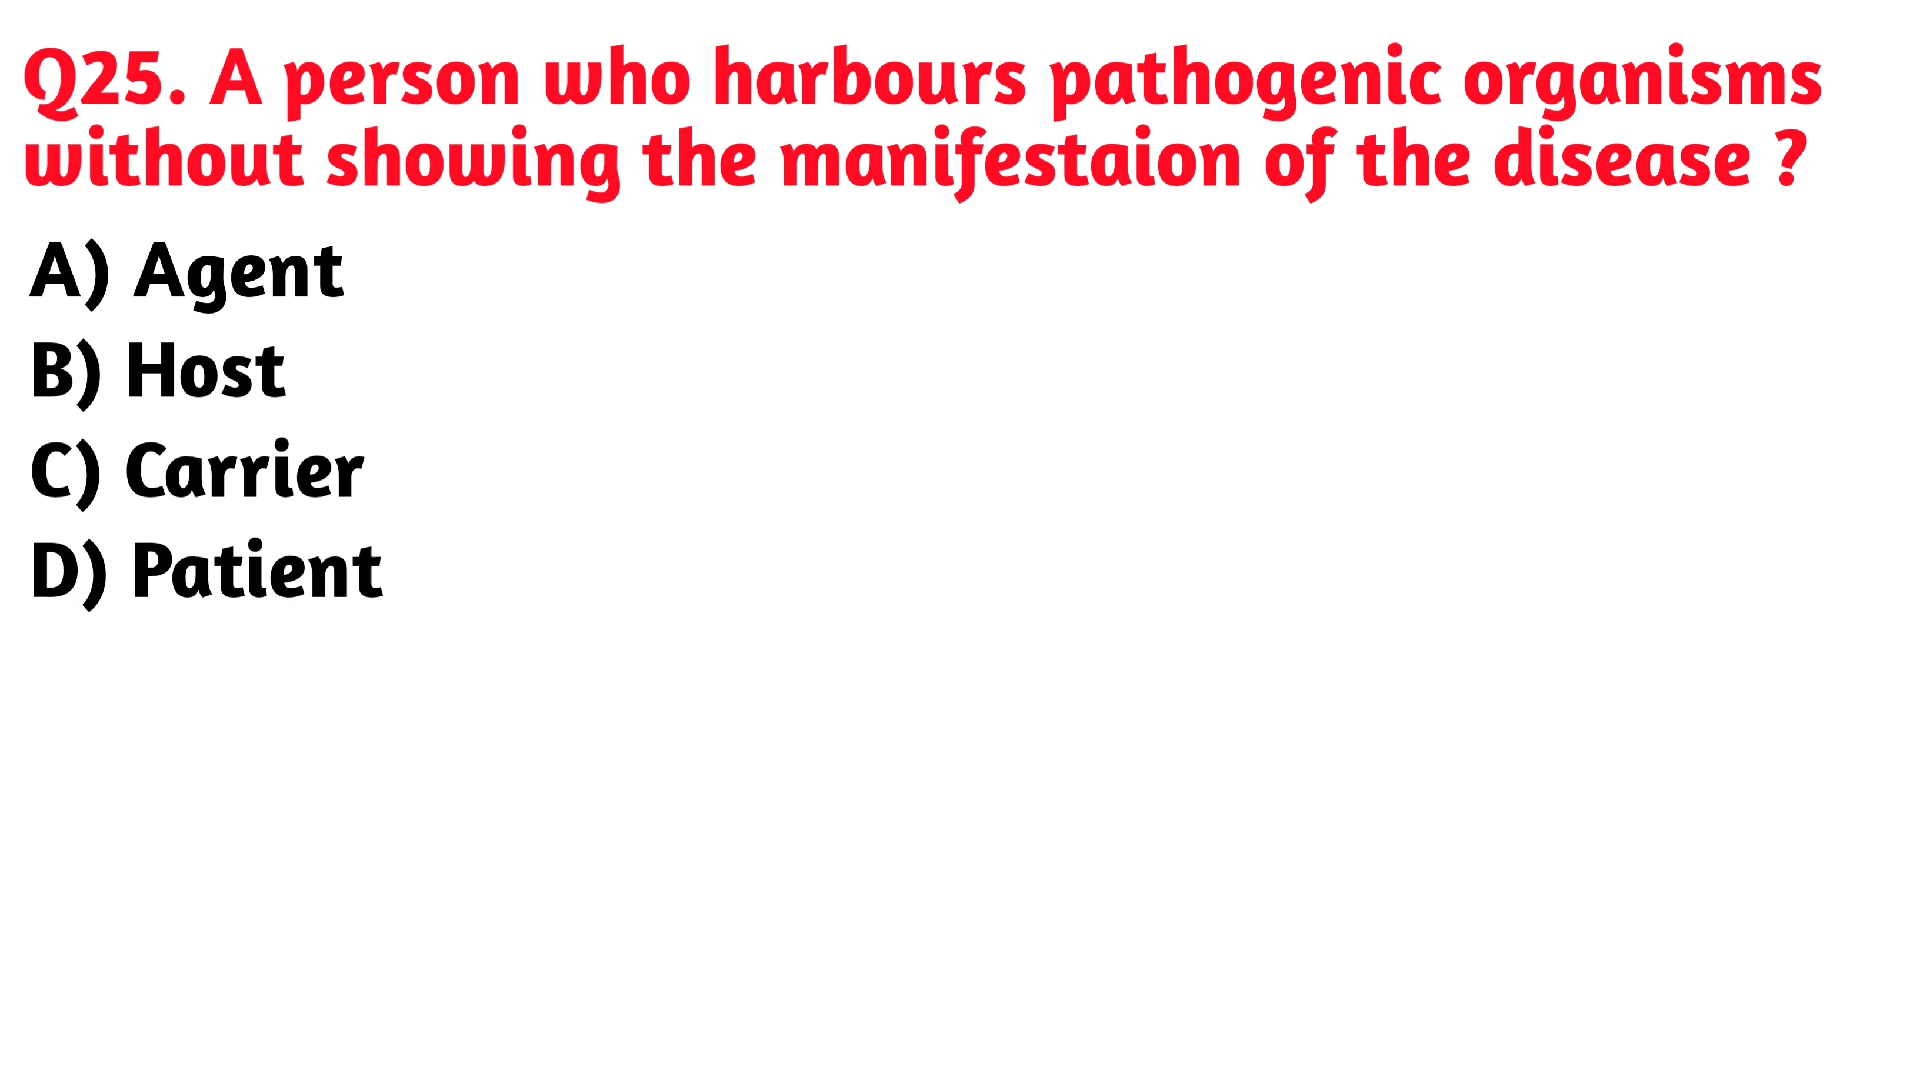 Q25. A person who harbours pathogenic organisms
without showing the manifestaion of the disease ?
A) Agent
B) Host
C) Carrier
D) Patient